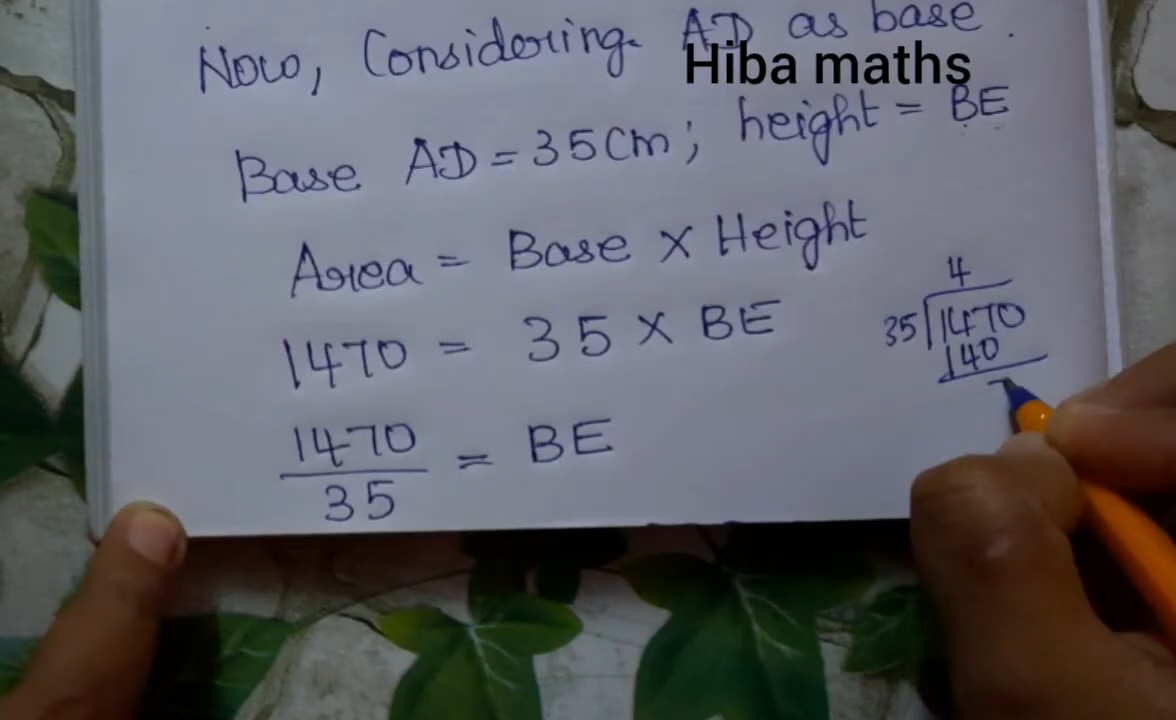 Now, Considering. AD as base.
Hiba maths
Base AD = 35Cm; height = BE
Area = Base X Height
1470 = 35 X BE
1470
35
= BE
4
35 1470
140
7